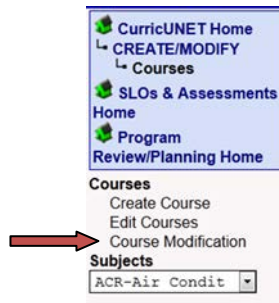 CurricUNET Home
CREATE/MODIFY
Courses
SLOs & Assessments
Home
Program
Review/Planning Home
Courses
Create Course
Edit Courses
Course Modification
Subjects
ACR-Air Condit